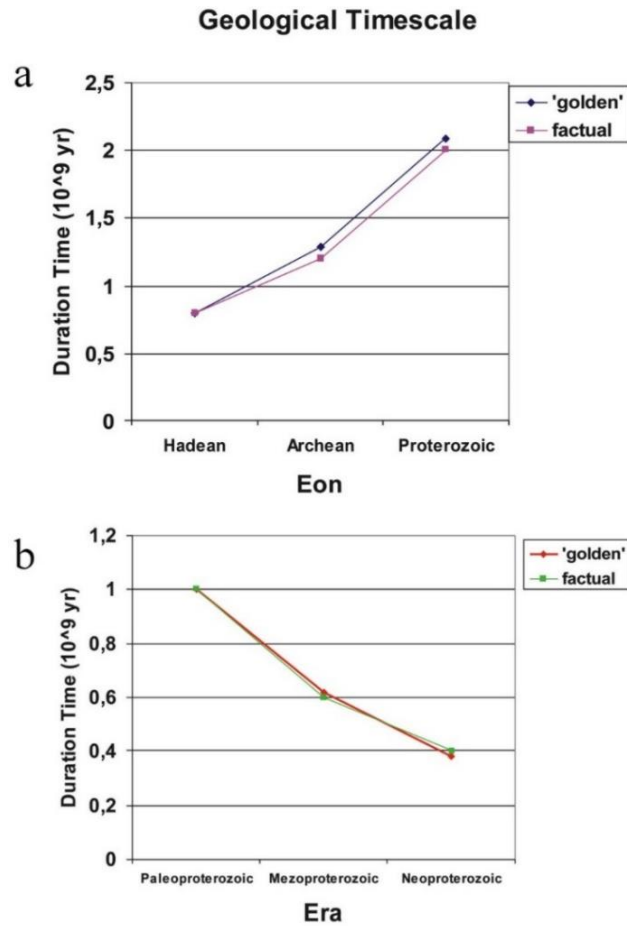 Geological Timescale
a
Duration Time (10^9 yr)
2,5
2
1,5
1
0,5
0
Hadean Archean Proterozoic
Eon
'golden'
factual
b
Duration Time (10^9 yr)
1,2
1
0,8
0,6
0,4
0,2
0
Paleoproterozoic Mezoproterozoic Neoproterozoic
Era
'golden'
factual